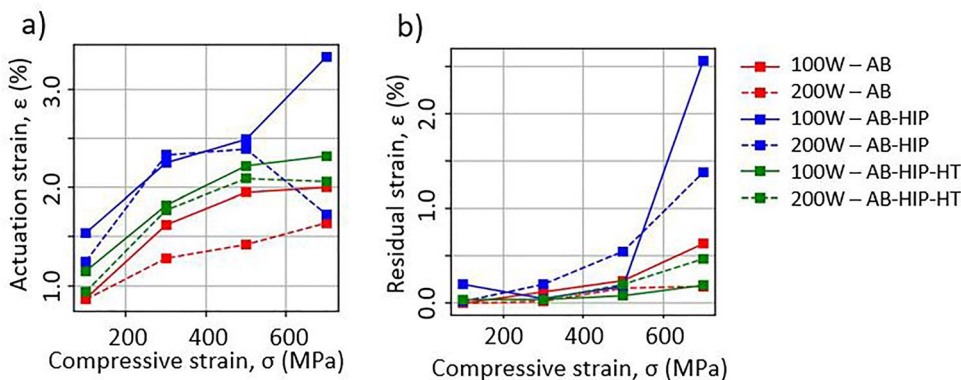 a)
Actuation strain, ε (%)
3.0
2.0
1.0
200 400 600
Compressive strain, σ (MPa)
b)
Residual strain, ε (%)
2.0
1.0
0.0
200 400 600
Compressive strain, σ (MPa)
100W – AB
200W – AB
100W – AB-HIP
200W – AB-HIP
100W – AB-HIP-HT
200W – AB-HIP-HT